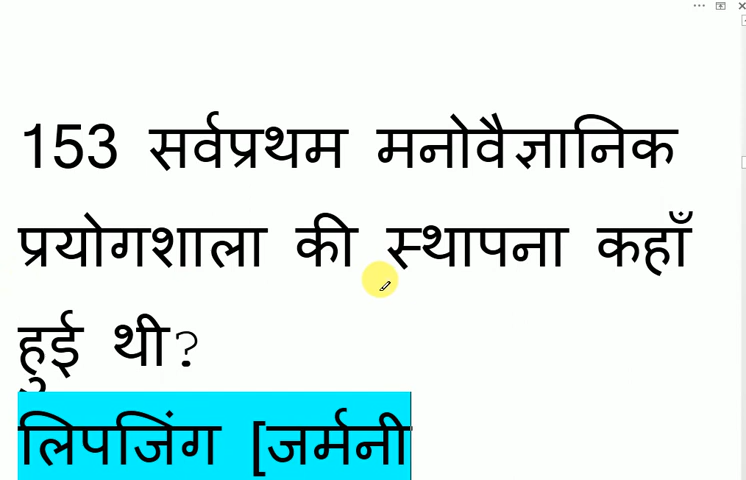 153 सर्वप्रथम मनोवैज्ञानिक
प्रयोगशाला की स्थापना कहाँ
हुई थी?
लिपजिंग [जर्मनी